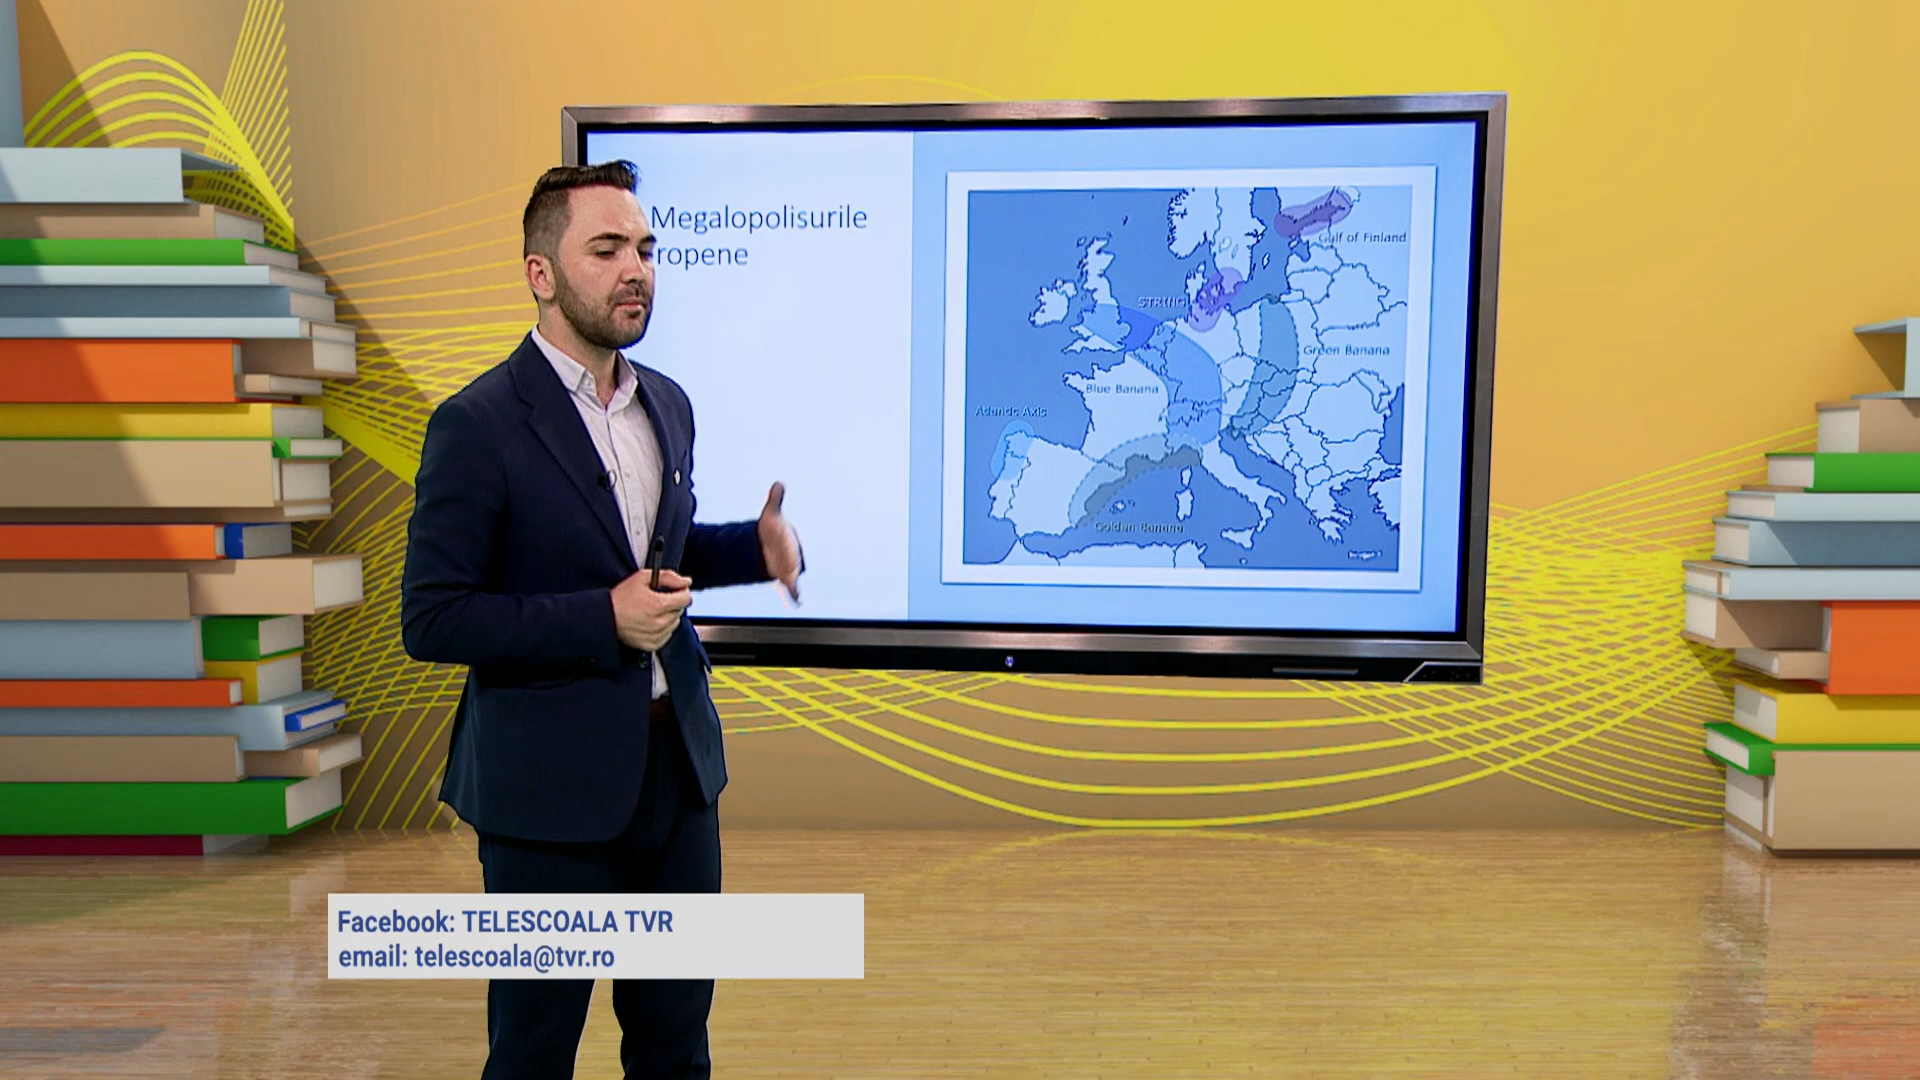 Megalopolisurile
ropene
Gulf of Finland
STRING
Green Banana
Blue Banana
Atlantic Axis
Golden Banana
Facebook: TELESCOALA TVR
email: telescoala@tvr.ro